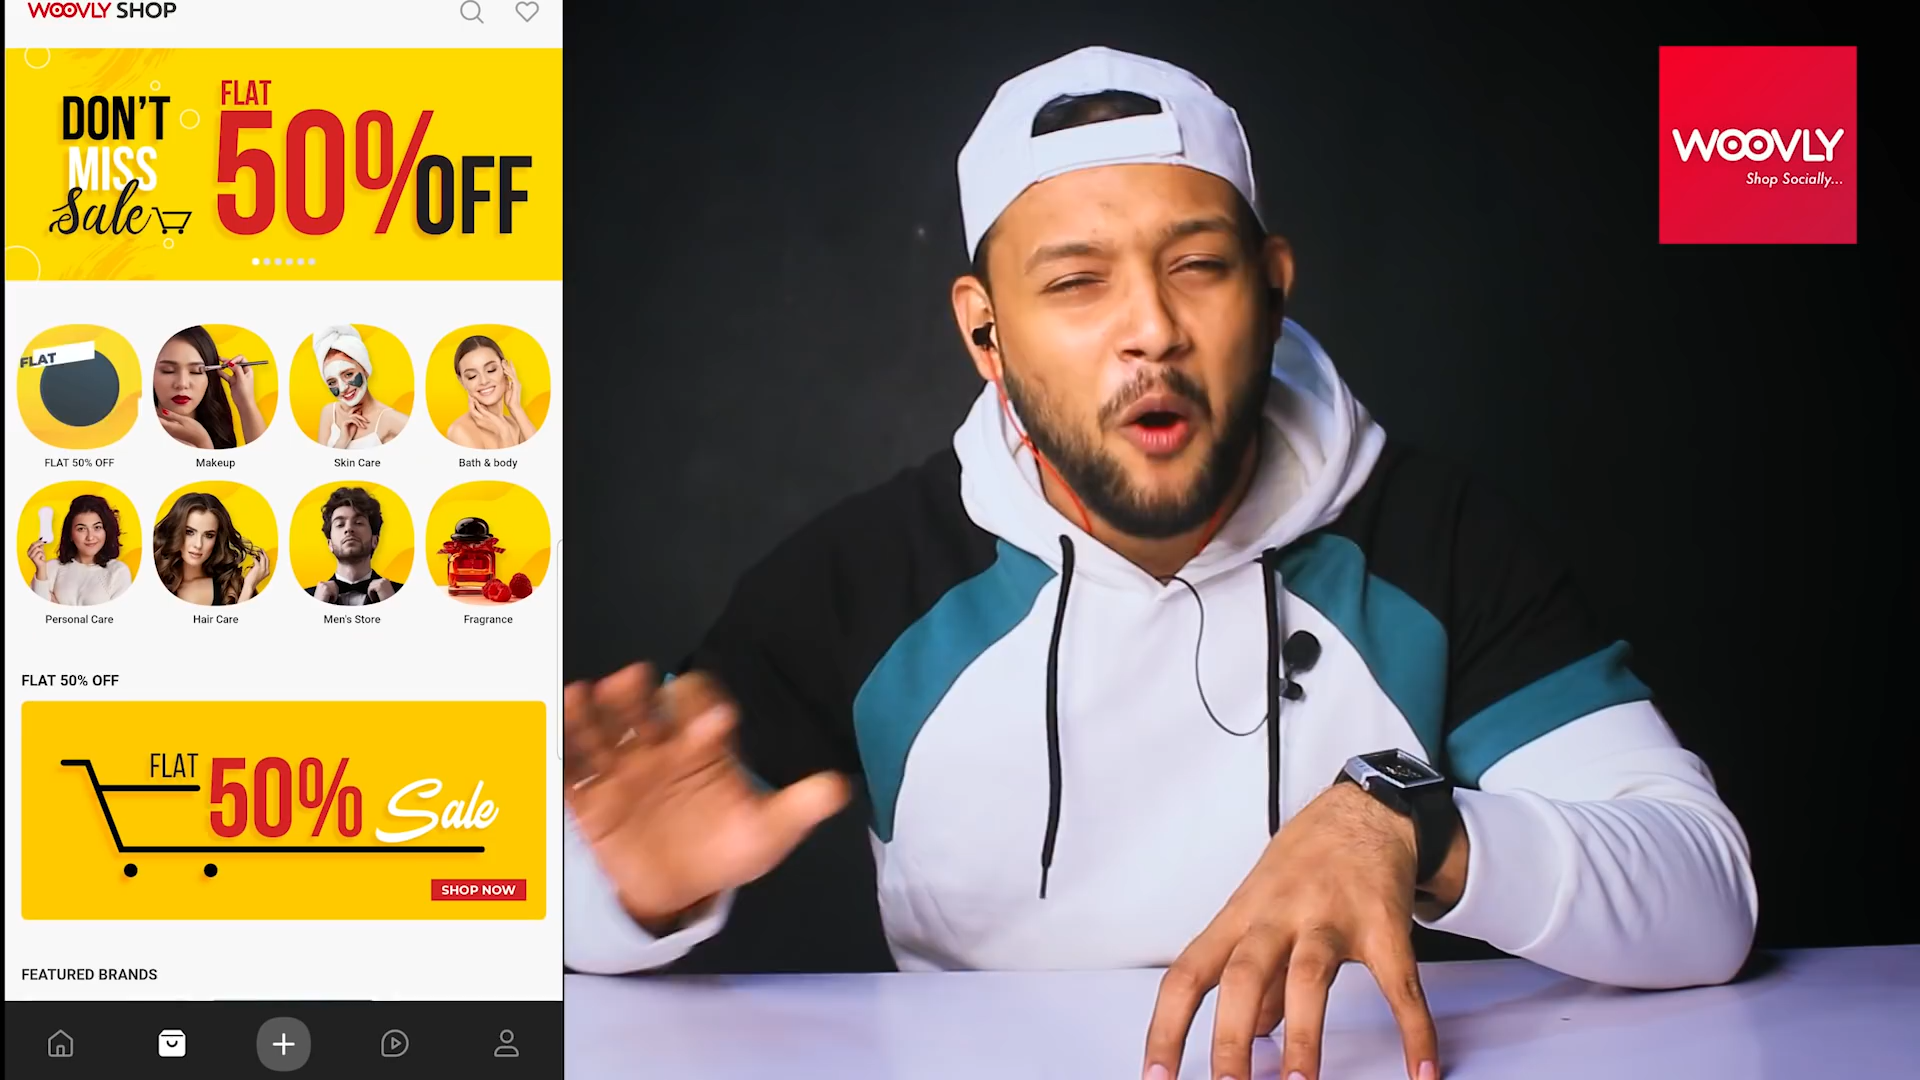 WOOVLY SHOP
DON'T
MISS
Sale
FLAT
50% OFF
FLAT
FLAT 50% OFF
Makeup
Skin Care
Bath & body
Personal Care
Hair Care
Men's Store
Fragrance
FLAT 50% OFF
FLAT
50% Sale
SHOP NOW
FEATURED BRANDS
WOOVLY
Shop Socially...